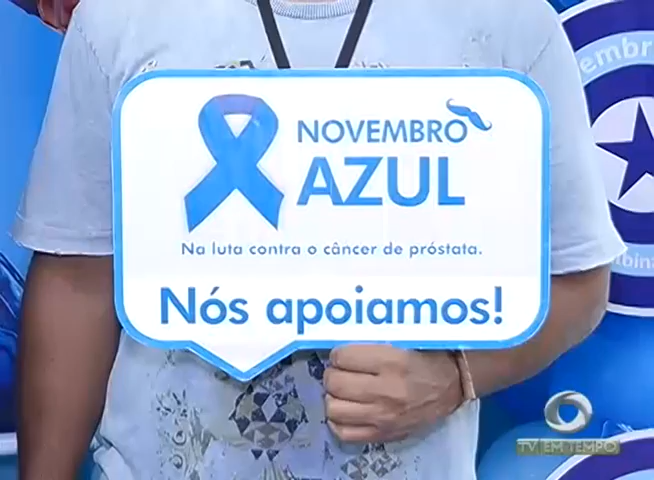 NOVEMBRO
AZUL
Na luta contra o câncer de próstata.
Nós apoiamos!
TV EM TEMPO